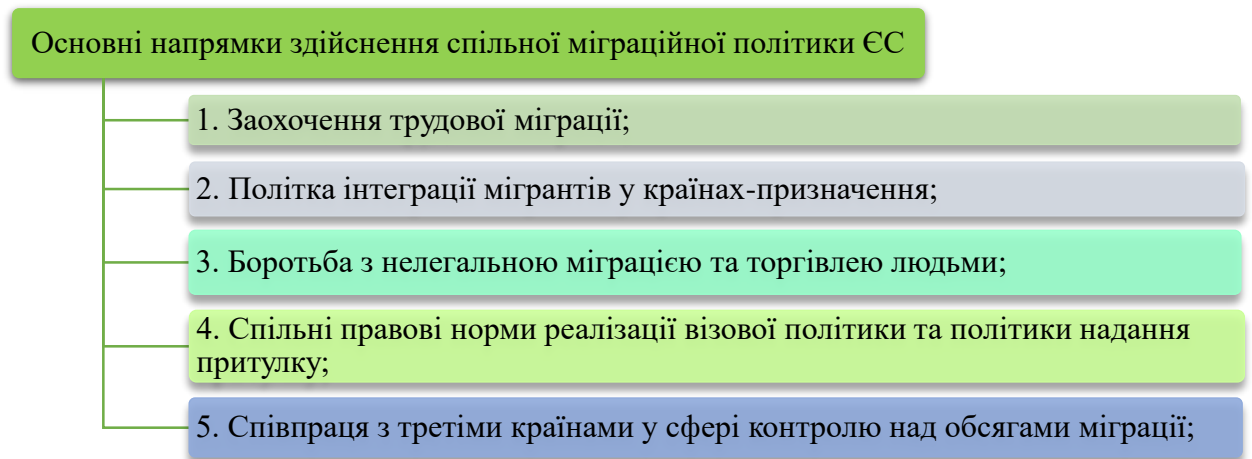 Основні напрямки здійснення спільної міграційної політики ЄС
1. Заохочення трудової міграції;
2. Політка інтеграції мігрантів у країнах-призначення;
3. Боротьба з нелегальною міграцією та торгівлею людьми;
4. Спільні правові норми реалізації візової політики та політики надання
притулку;
5. Співпраця з третіми країнами у сфері контролю над обсягами міграції;